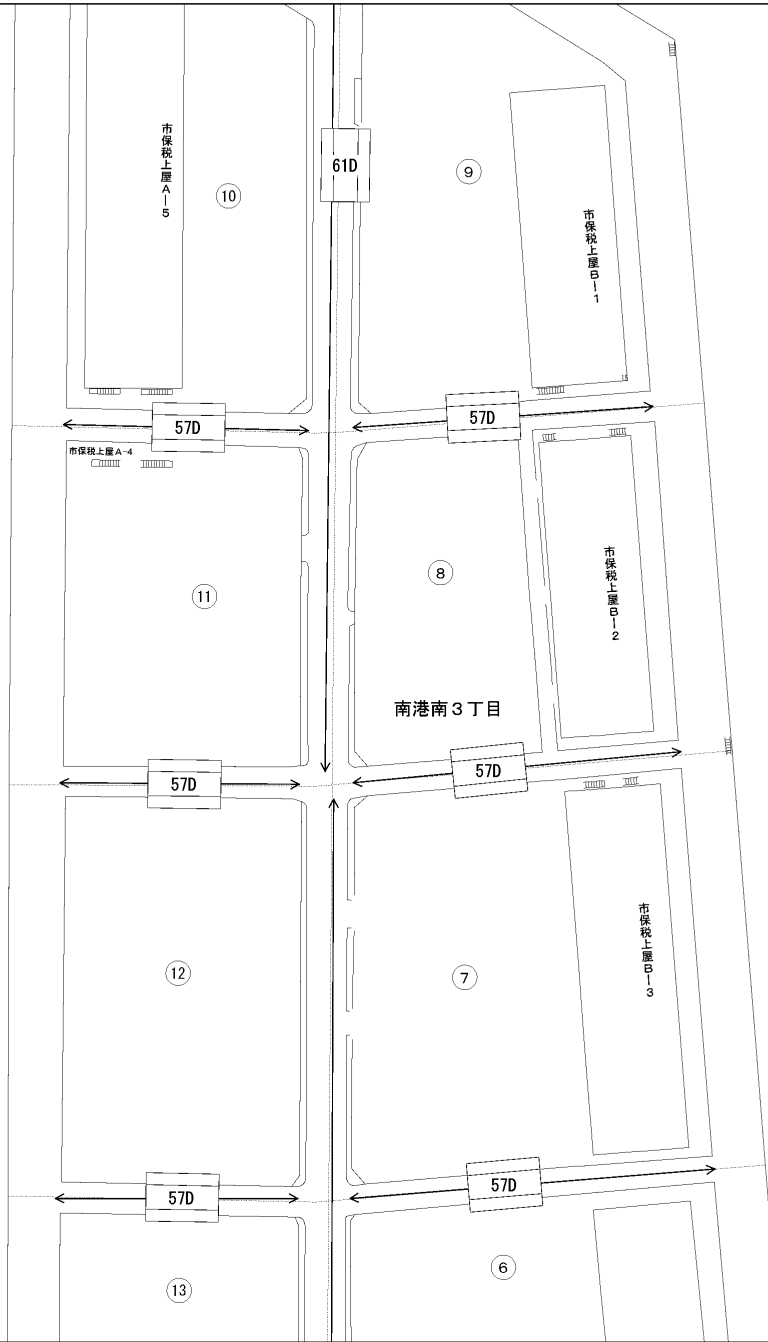 市保税上屋A-5
⑩
61D
⑨
市保税上屋B-1
15
57D
57D
市保税上屋A-4
⑪
⑧
市保税上屋B-2
南港南3丁目
57D
57D
⑫
⑦
市保税上屋B-3
57D
57D
⑬
⑥